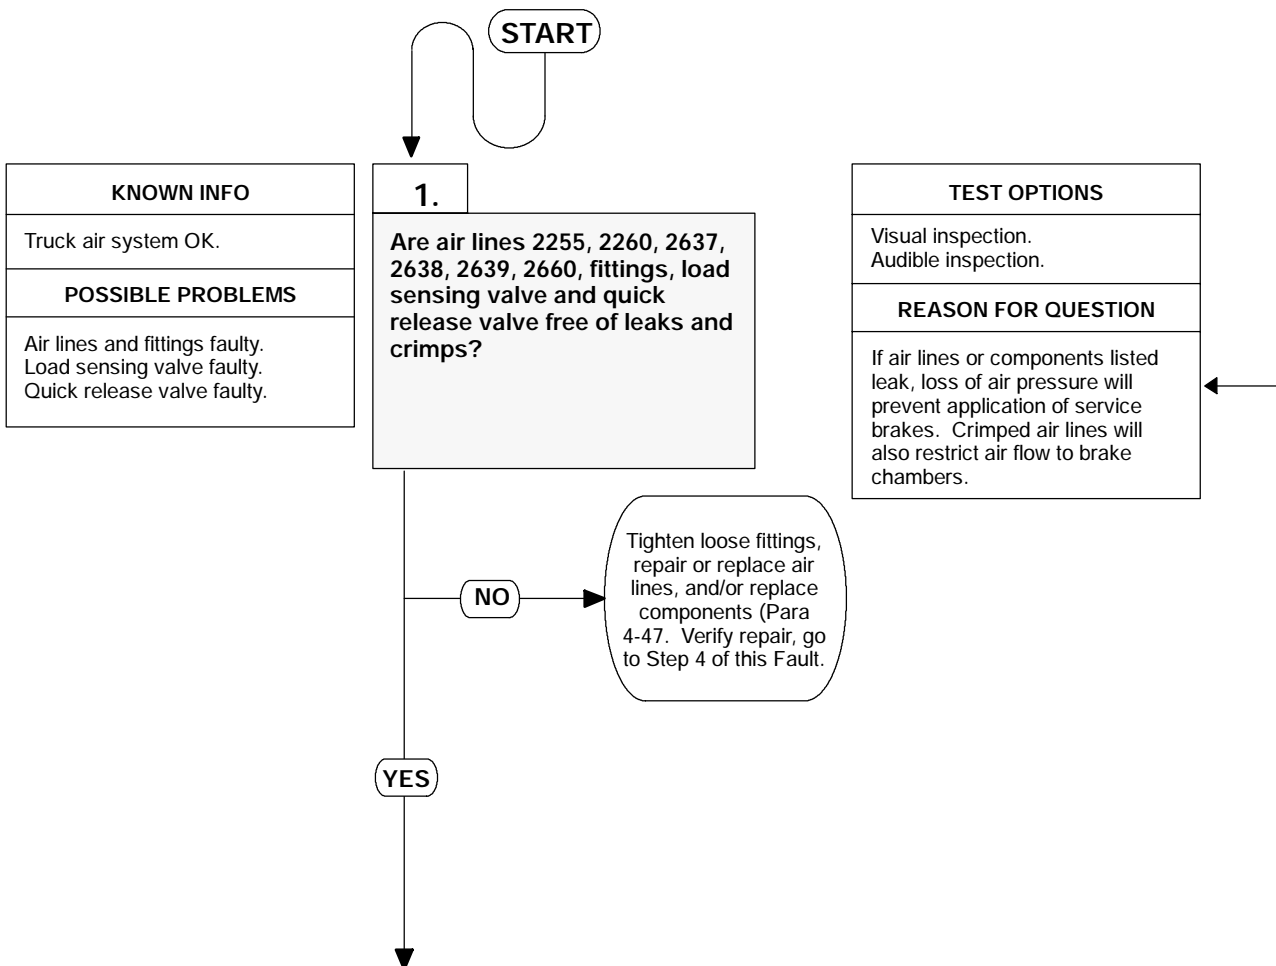 START
KNOWN INFO
Truck air system OK.
POSSIBLE PROBLEMS
Air lines and fittings faulty.
Load sensing valve faulty.
Quick release valve faulty.
1.
Are air lines 2255, 2260, 2637,
2638, 2639, 2660, fittings, load
sensing valve and quick
release valve free of leaks and
crimps?
TEST OPTIONS
Visual inspection.
Audible inspection.
REASON FOR QUESTION
If air lines or components listed
leak, loss of air pressure will
prevent application of service
brakes.  Crimped air lines will
also restrict air flow to brake
chambers.
NO
Tighten loose fittings,
repair or replace air
lines, and/or replace
components (Para
4-47.  Verify repair, go
to Step 4 of this Fault.
YES